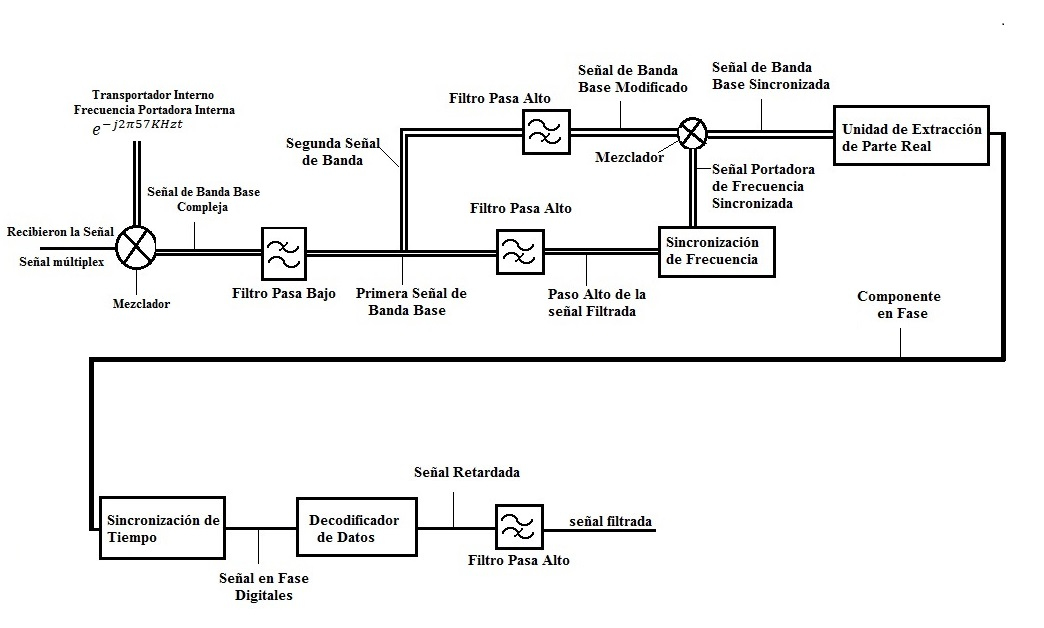 Transportador Interno
Frecuencia Portadora Interna
e^{-j2π57KHzt}
Recibieron la Señal
Señal múltiplex
Mezclador
Señal de Banda Base
Compleja
Filtro Pasa Bajo
Primera Señal de
Banda Base
Segunda Señal
de Banda
Filtro Pasa Alto
Señal de Banda
Base Modificado
Mezclador
Señal de Banda
Base Sincronizada
Unidad de Extracción
de Parte Real
Filtro Pasa Alto
Paso Alto de la
señal Filtrada
Sincronización
de Frecuencia
Señal Portadora
de Frecuencia
Sincronizada
Componente
en Fase
Sincronización de
Tiempo
Señal en Fase
Digitales
Decodificador
de Datos
Señal Retardada
Filtro Pasa Alto
señal filtrada